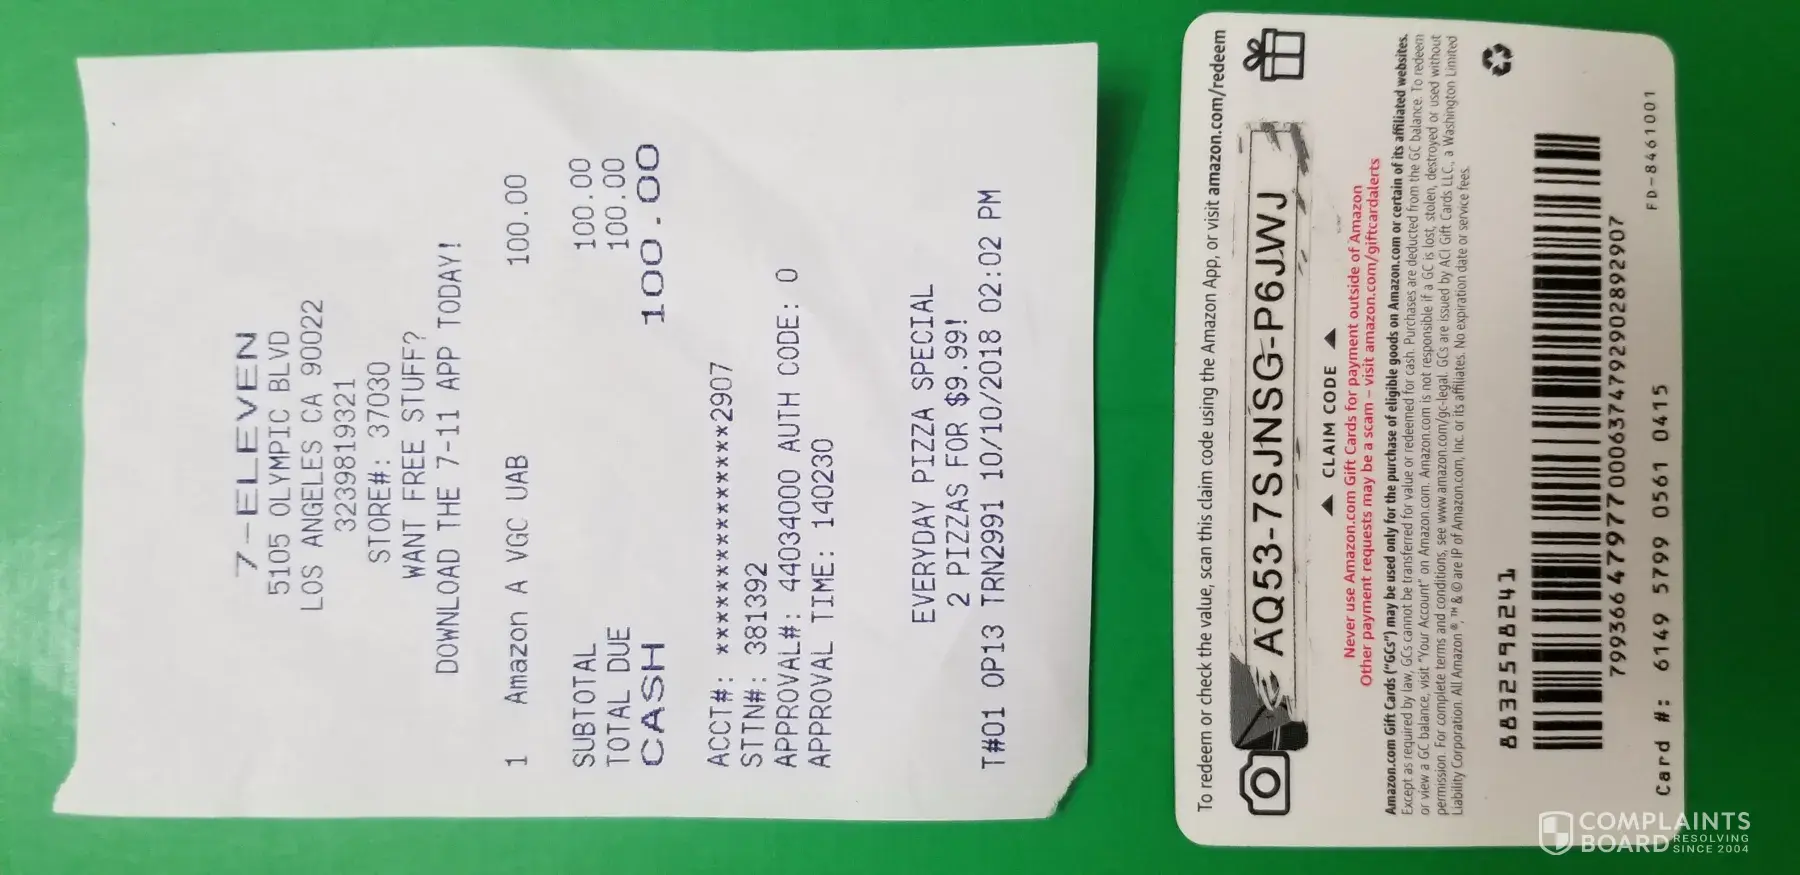 7-ELEVEN
5105 OLYMPIC BLVD
LOS ANGELES CA 90022
3239819321
STORE#: 37030
WANT FREE STUFF?
DOWNLOAD THE 7-11 APP TODAY!
1 Amazon A VGC UAB 100.00
SUBTOTAL 100.00
TOTAL DUE 100.00
CASH 100.00
ACCT#: ***************2907
STTN#: 381392
APPROVAL#: 44034000 AUTH CODE: 0
APPROVAL TIME: 140230
EVERYDAY PIZZA SPECIAL
2 PIZZAS FOR $9.99!
T#01 OP13 TRN2991 10/10/2018 02:02 PM
To redeem or check the value, scan this claim code using the Amazon App, or visit amazon.com/redeem
AQ53-7SJNSG-P6JWJ
▲ CLAIM CODE ▲
Never use Amazon.com Gift Cards for payment outside of Amazon
Other payment requests may be a scam – visit amazon.com/giftcardalerts
Amazon.com Gift Cards ("GCs") may be used only for the purchase of eligible goods on Amazon.com or certain of its affiliated websites.
Except as required by law, GCs cannot be transferred for value or redeemed for cash. Purchases are deducted from the GC balance. To redeem
or view a GC balance, visit "Your Account" on Amazon.com. Amazon.com is not responsible if a GC is lost, stolen, destroyed or used without
permission. For complete terms and conditions, see www.amazon.com/gc-legal. GCs are issued by ACI Gift Cards LLC., a Washington Limited
Liability Corporation. All Amazon ®, ™ & © are IP of Amazon.com, Inc. or its affiliates. No expiration date or service fees.
8832598241
799366479770006374792902892907
Card #: 6149 5799 0561 0415
FD-8461001
COMPLAINTS
BOARD RESOLVING
SINCE 2004